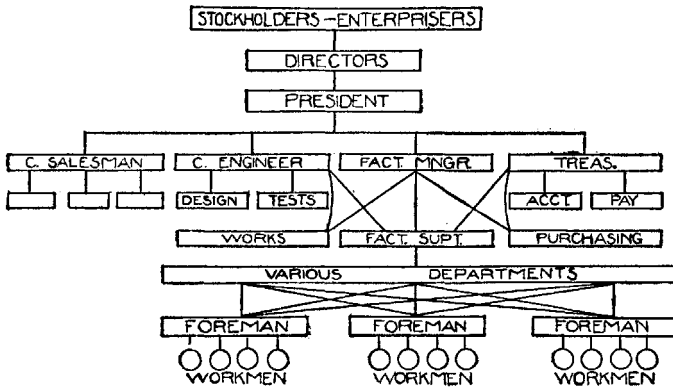 STOCKHOLDERS-ENTERPRISERS
DIRECTORS
PRESIDENT
C. SALESMAN C. ENGINEER FACT. MNGR. TREAS.
DESIGN TESTS ACCT. PAY
WORKS FACT. SUPT. PURCHASING
VARIOUS DEPARTMENTS
FOREMAN FOREMAN FOREMAN
WORKMEN WORKMEN WORKMEN